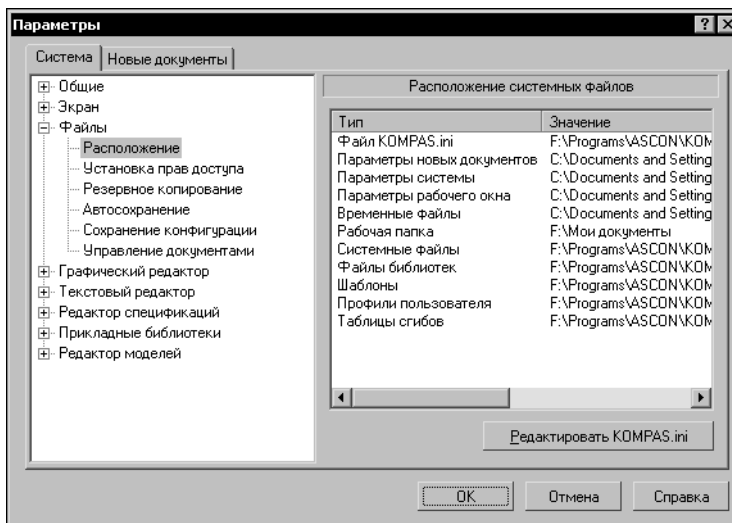 Параметры
Система Новые документы
Общие
Экран
Файлы
Расположение
Установка прав доступа
Резервное копирование
Автосохранение
Сохранение конфигурации
Управление документами
Графический редактор
Текстовый редактор
Редактор спецификаций
Прикладные библиотеки
Редактор моделей
Расположение системных файлов
Тип Значение
Файл KOMPAS.ini F:\Programs\ASCON\KOM
Параметры новых документов C:\Documents and Setting
Параметры системы C:\Documents and Setting
Параметры рабочего окна C:\Documents and Setting
Временные файлы C:\Documents and Setting
Рабочая папка F:\Мои документы
Системные файлы F:\Programs\ASCON\KOM
Файлы библиотек F:\Programs\ASCON\KOM
Шаблоны F:\Programs\ASCON\KOM
Профили пользователя F:\Programs\ASCON\KOM
Таблицы сгибов F:\Programs\ASCON\KOM
Редактировать KOMPAS.ini
OK Отмена Справка